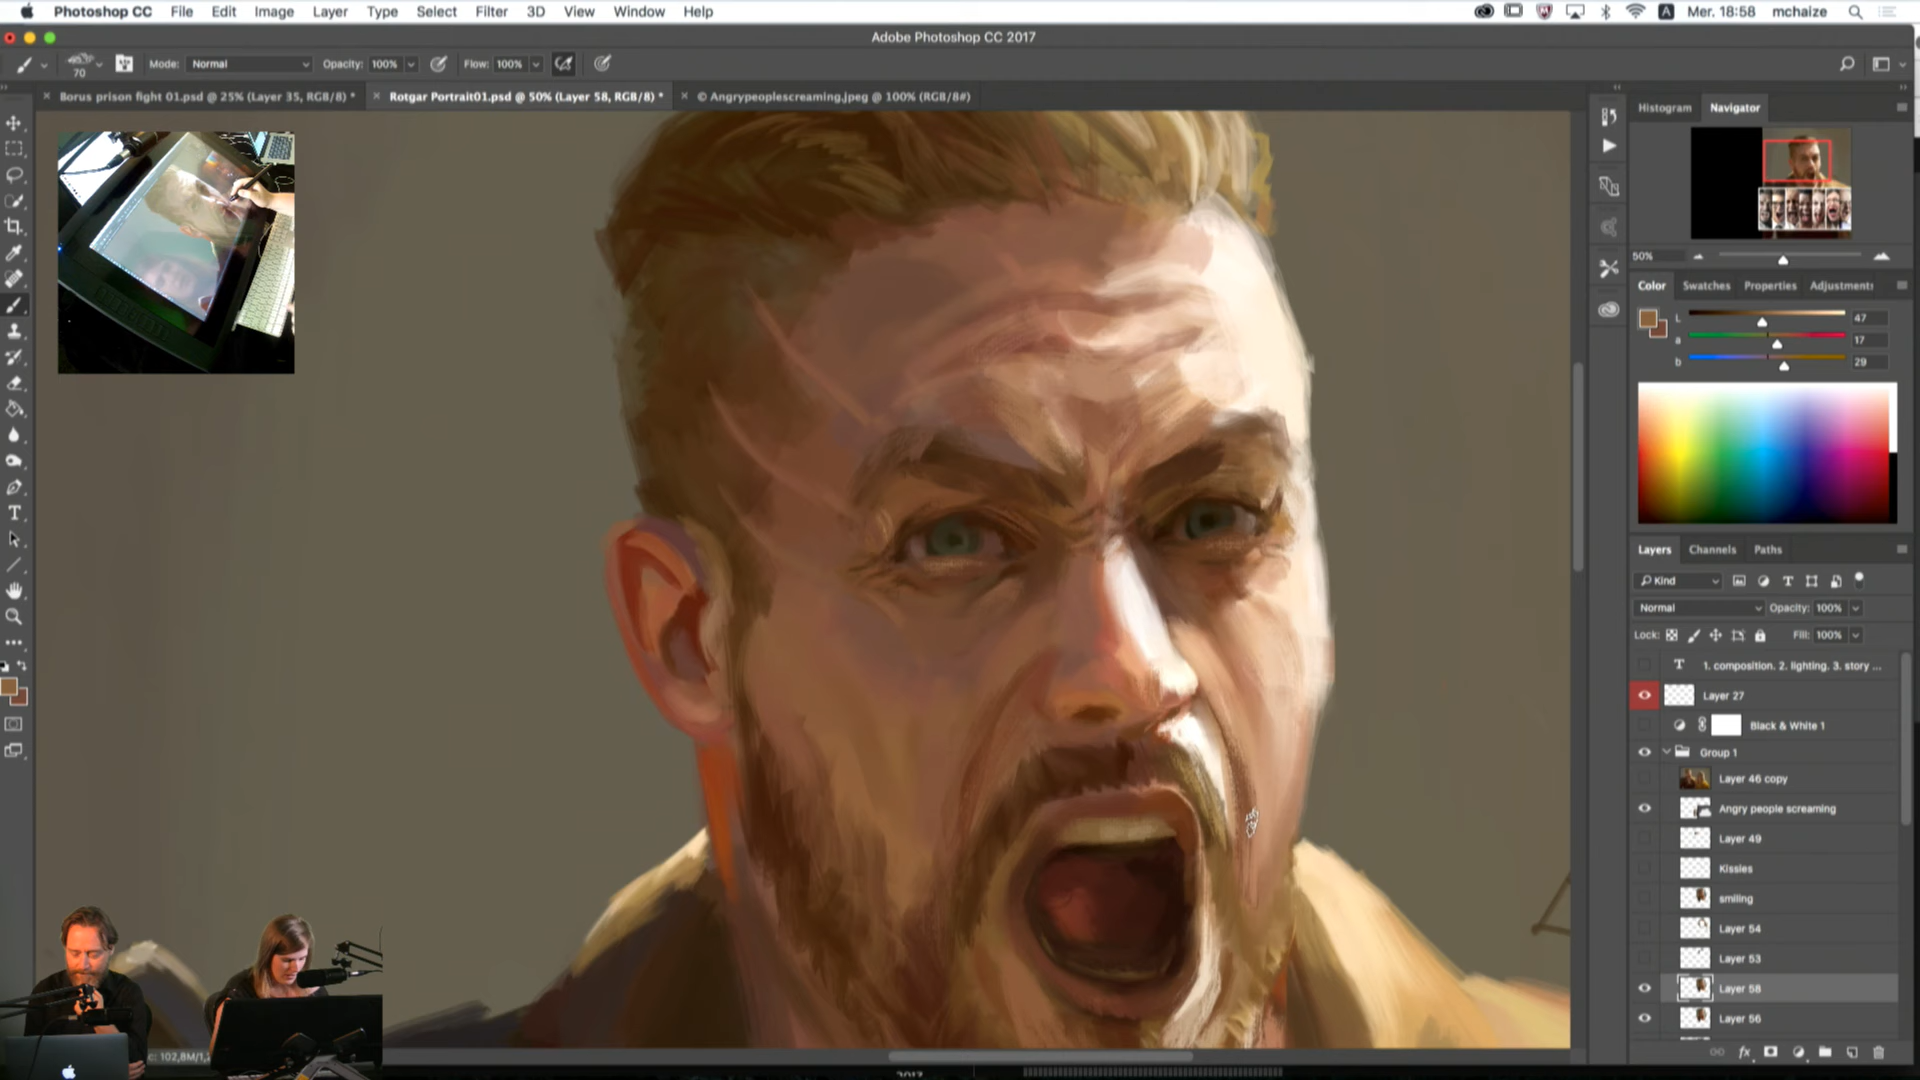 Photoshop CC File Edit Image Layer Type Select Filter 3D View Window Help A Mer. 18:58 mchaize
Adobe Photoshop CC 2017
70 Mode: Normal Opacity: 100% Flow: 100%
Borus prison fight 01.psd @ 25% (Layer 35, RGB/8) * Rotgar Portrait01.psd @ 50% (Layer 58, RGB/8) * © Angrypeoplescreaming.jpeg @ 100% (RGB/8#)
Histogram Navigator
50%
Color Swatches Properties Adjustments
L 47
a 17
b 29
Layers Channels Paths
Kind
Normal Opacity: 100%
Lock: Fill: 100%
T 1. composition. 2. lighting. 3. story ...
Layer 27
Black & White 1
Group 1
Layer 46 copy
Angry people screaming
Layer 49
Kissies
smiling
Layer 54
Layer 53
Layer 58
Layer 56
fx